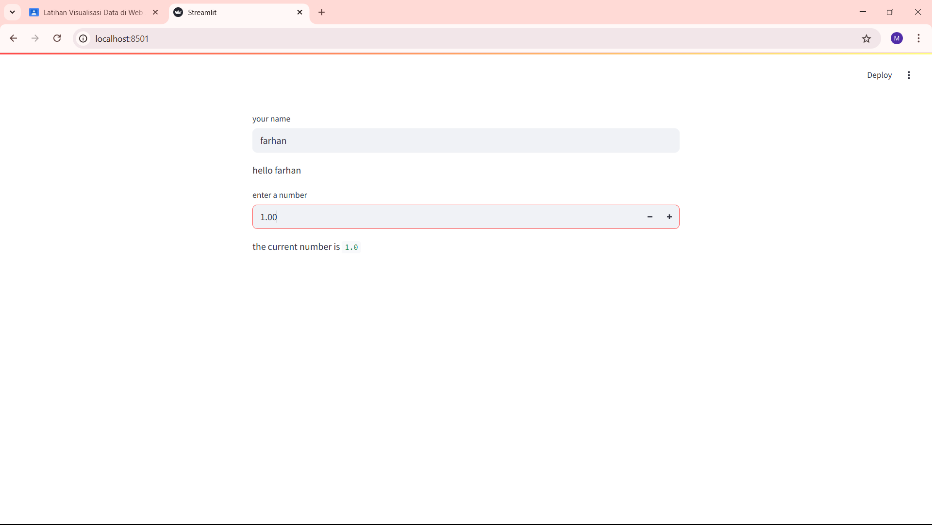 Latihan Visualisasi Data di Web
Streamlit
localhost:8501
M
Deploy
your name
farhan
hello farhan
enter a number
1.00
the current number is 1.0